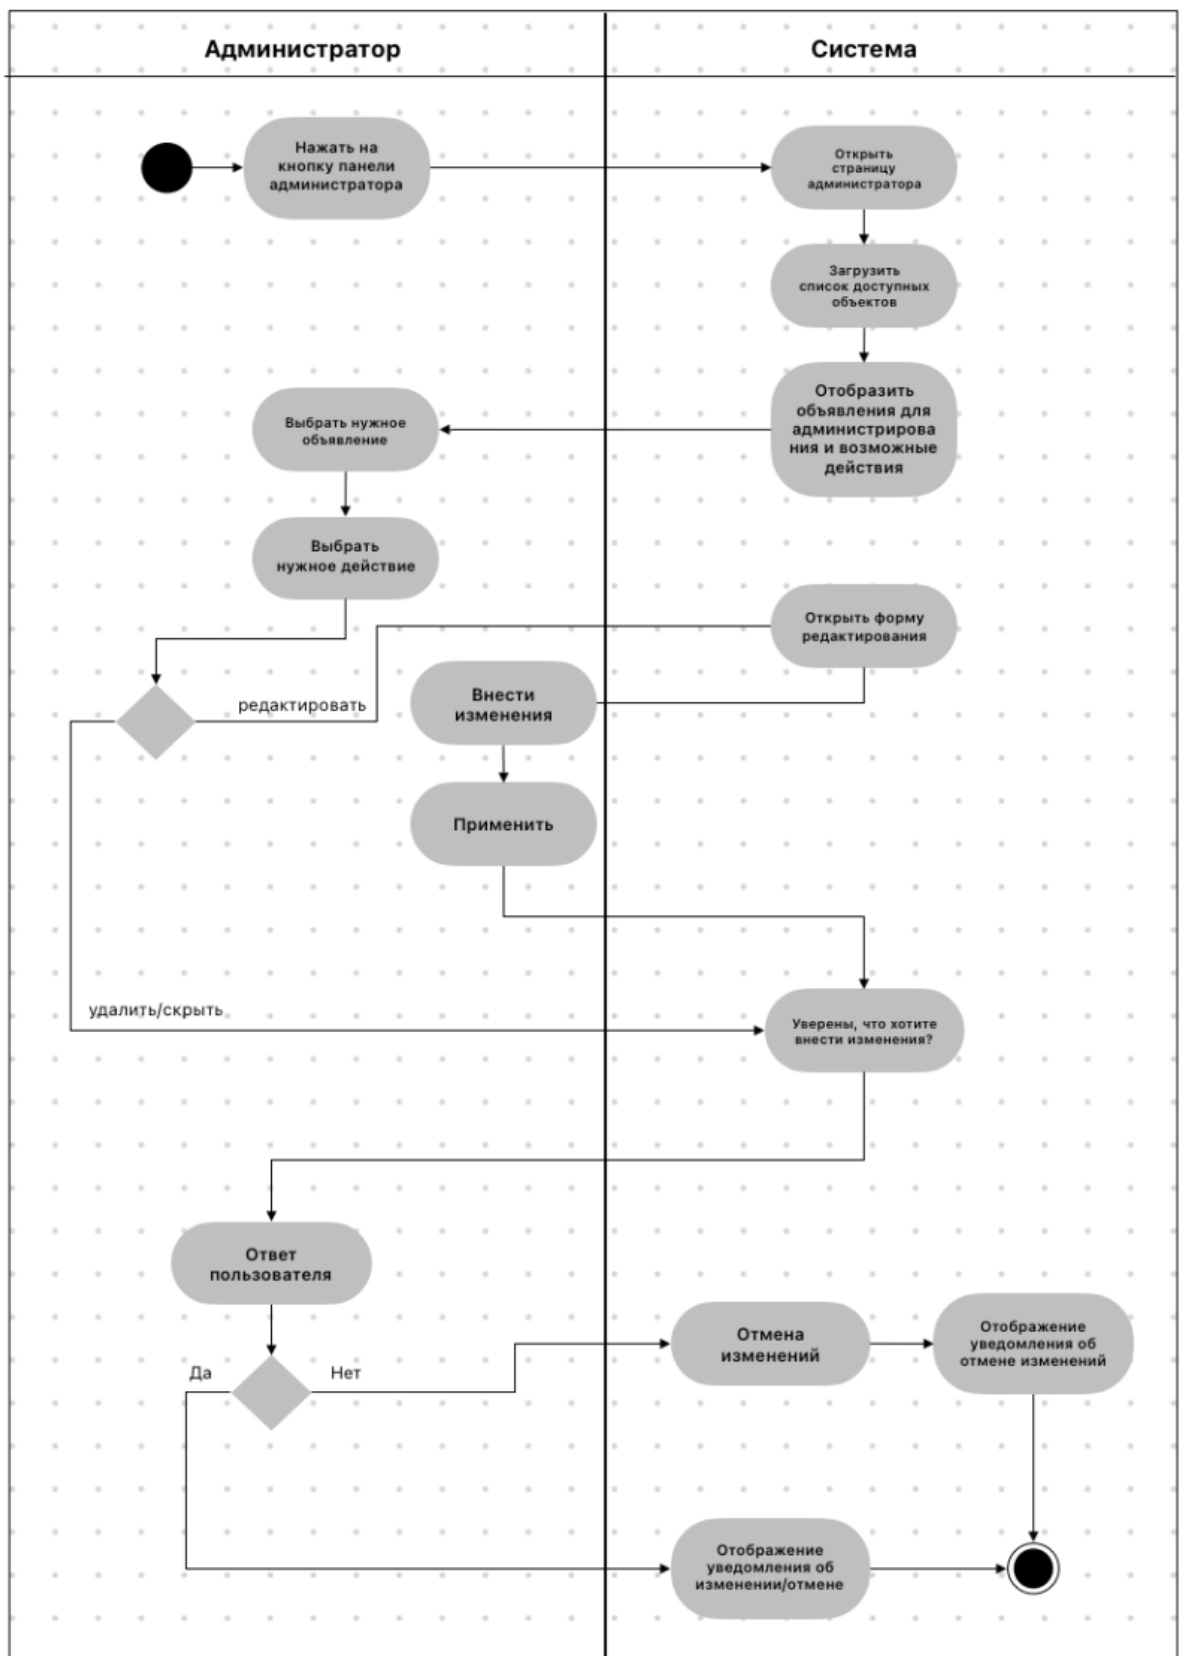 Администратор
Система
Нажать на
кнопку панели
администратора
Открыть
страницу
администратора
Загрузить
список доступных
объектов
Отобразить
объявления для
администрирова
ния и возможные
действия
Выбрать нужное
объявление
Выбрать
нужное действие
Открыть форму
редактирования
редактировать
Внести
изменения
Применить
удалить/скрыть
Уверены, что хотите
внести изменения?
Ответ
пользователя
Да
Нет
Отмена
изменений
Отображение
уведомления об
отмене изменений
Отображение
уведомления об
изменении/отмене